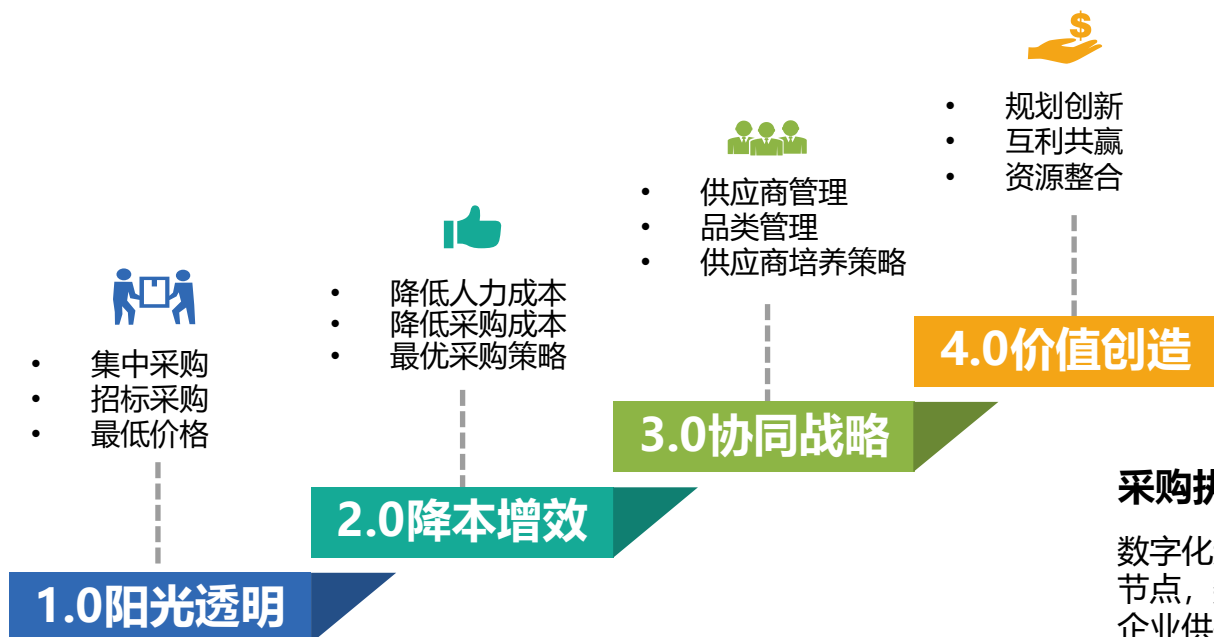 • 规划创新
• 互利共赢
• 资源整合
• 供应商管理
• 品类管理
• 供应商培养策略
• 降低人力成本
• 降低采购成本
• 最优采购策略
• 集中采购
• 招标采购
• 最低价格
4.0价值创造
3.0协同战略
2.0降本增效
1.0阳光透明
采购执
数字化
节点，
企业供